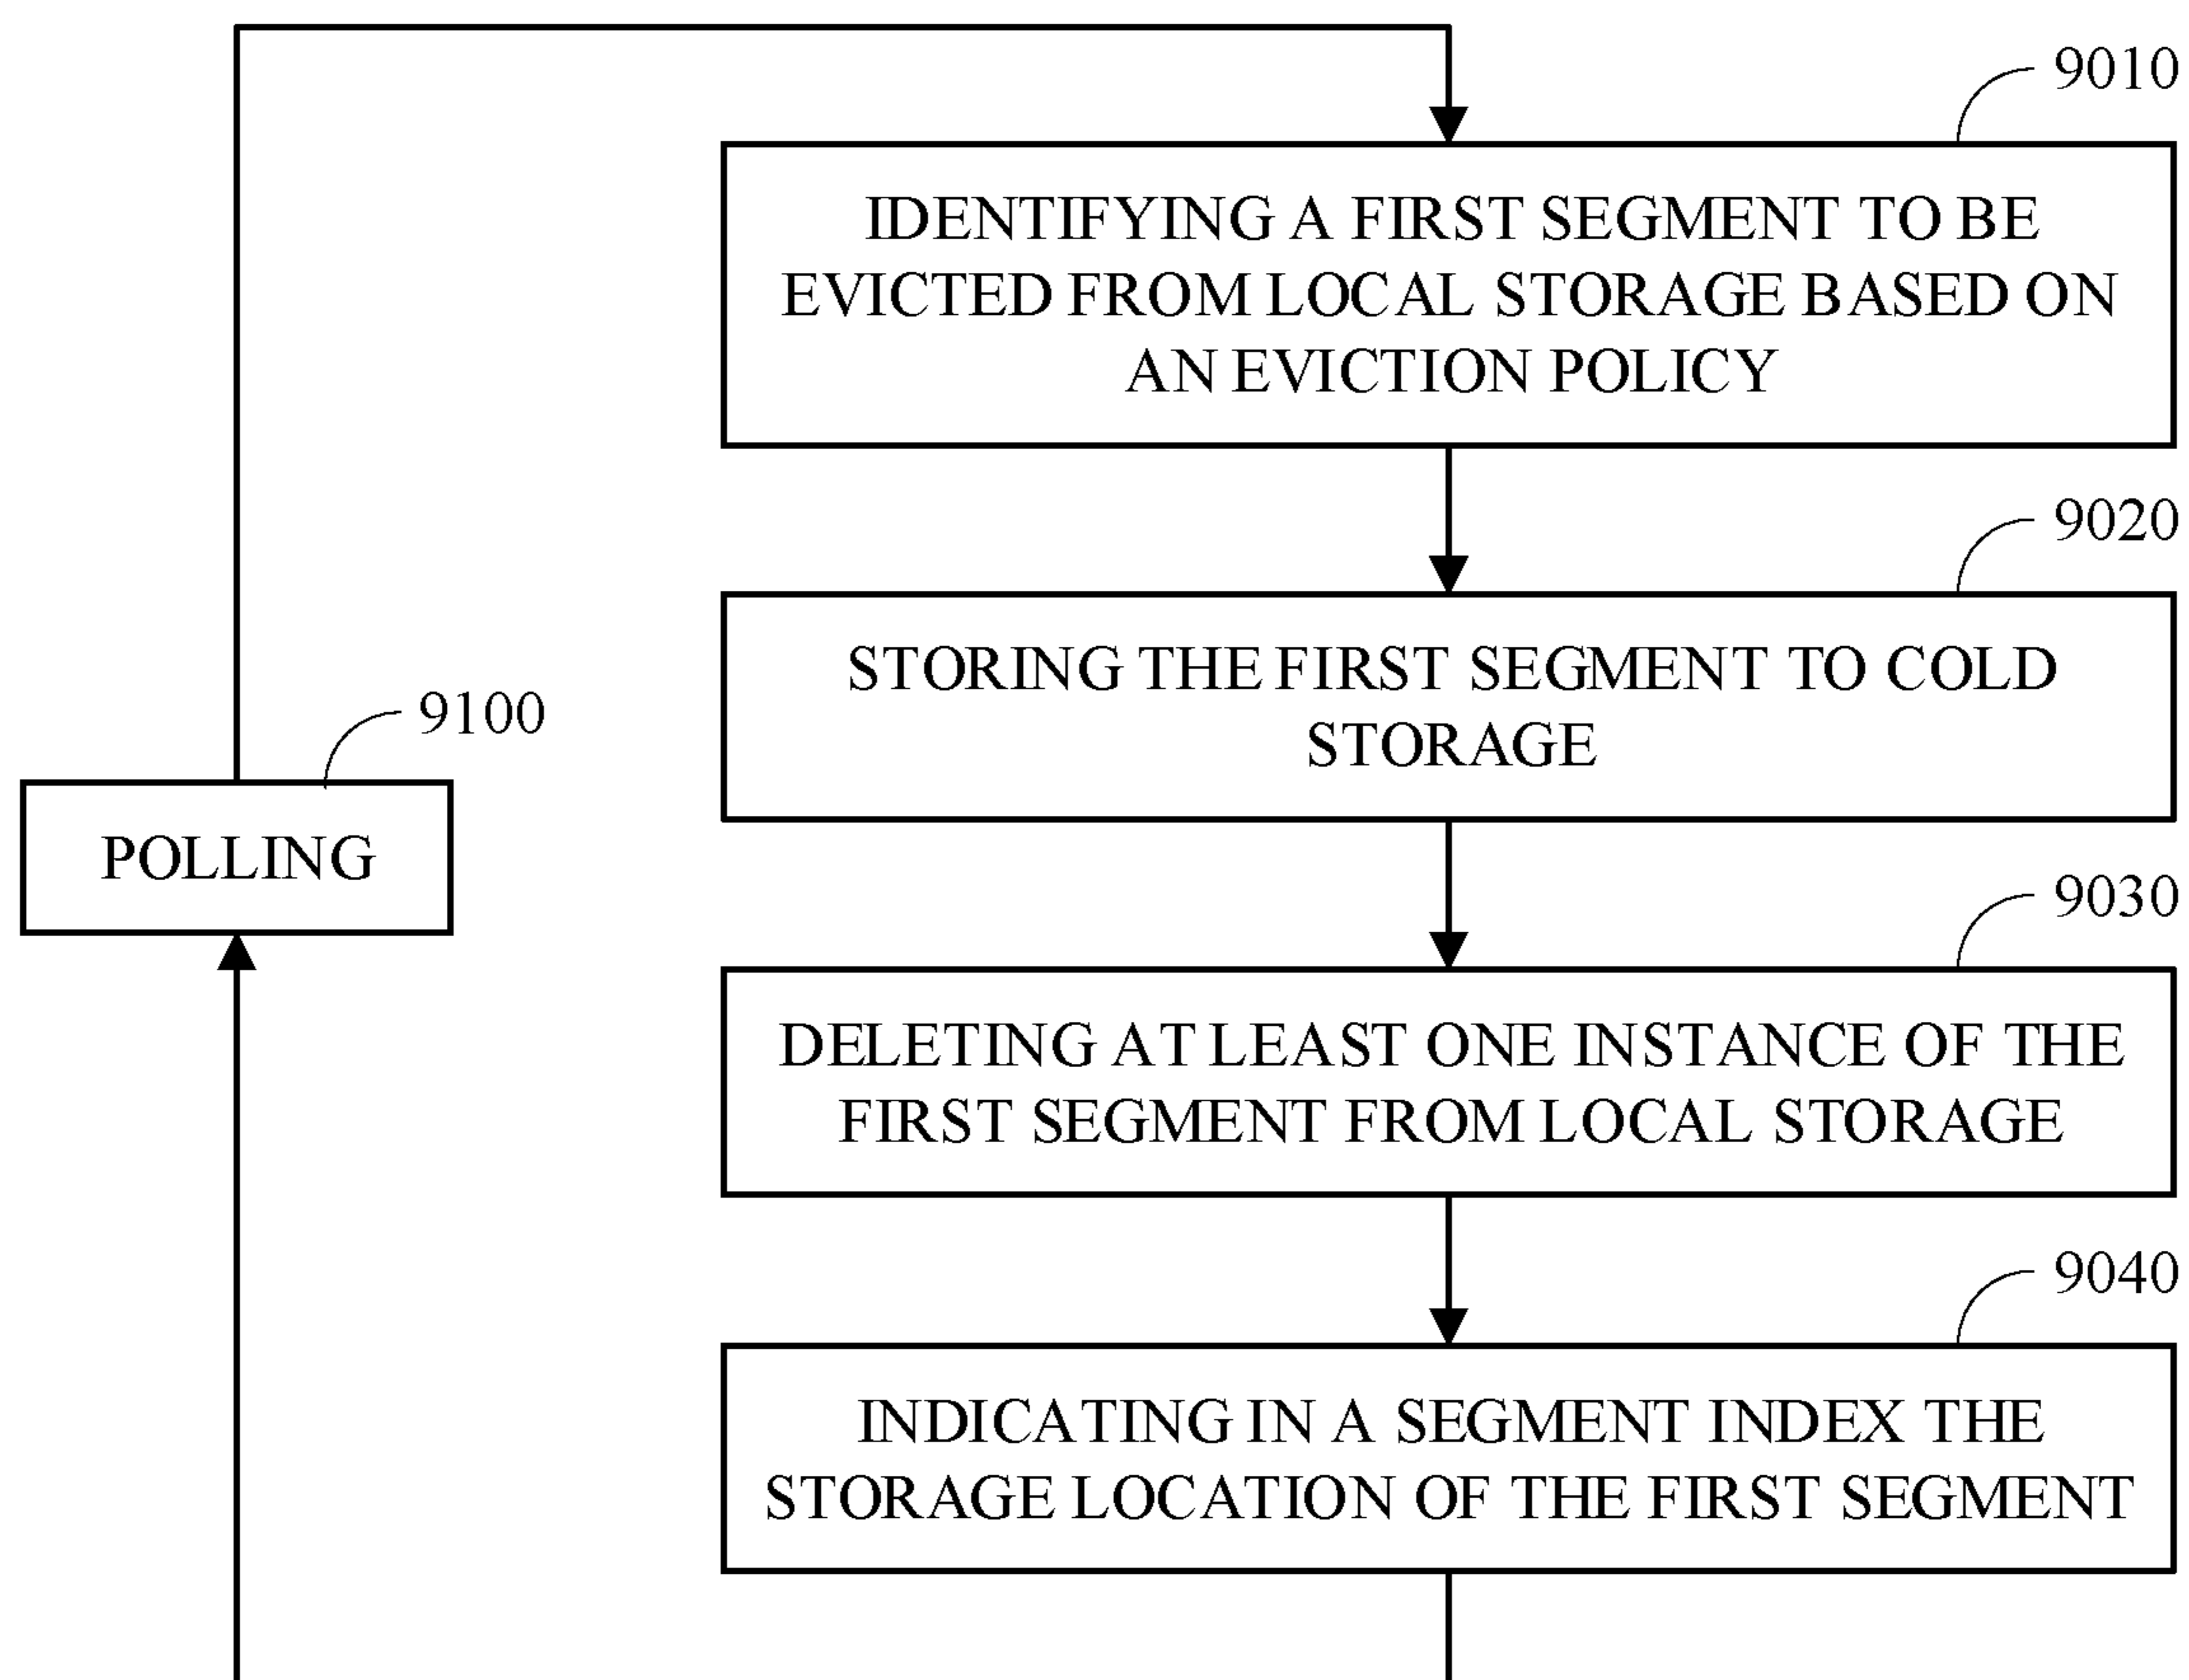 9010
IDENTIFYING A FIRST SEGMENT TO BE
EVICTED FROM LOCAL STORAGE BASED ON
AN EVICTION POLICY
9020
STORING THE FIRST SEGMENT TO COLD
STORAGE
9100
POLLING
9030
DELETING AT LEAST ONE INSTANCE OF THE
FIRST SEGMENT FROM LOCAL STORAGE
9040
INDICATING IN A SEGMENT INDEX THE
STORAGE LOCATION OF THE FIRST SEGMENT